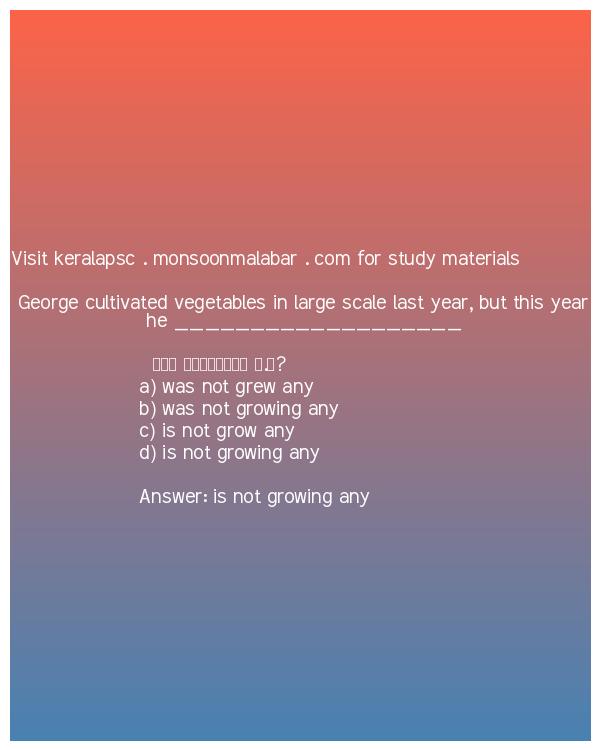 Visit keralapsc . monsoonmalabar . com for study materials
George cultivated vegetables in large scale last year, but this year
he ___________________
?
a) was not grew any
b) was not growing any
c) is not grow any
d) is not growing any
Answer: is not growing any